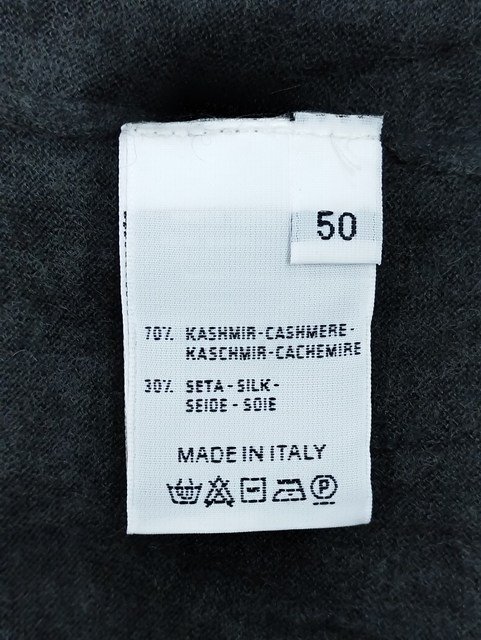 50
70% KASHMIR-CASHMERE-
KASCHMIR-CACHEMIRE
30% SETA-SILK-
SEIDE-SOIE
MADE IN ITALY
P